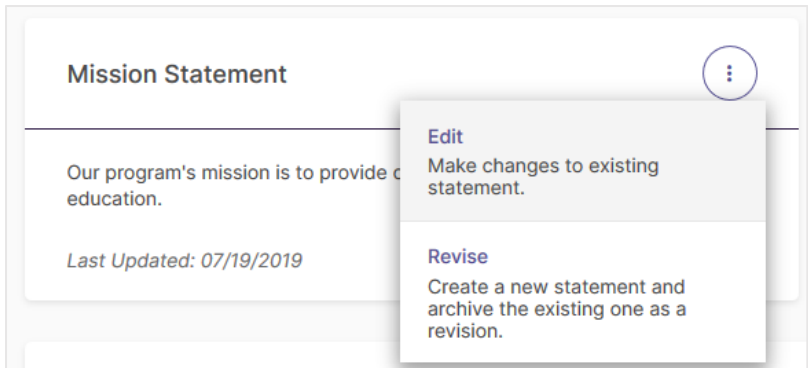 Mission Statement
Edit
Make changes to existing
statement.
Our program's mission is to provide
education.
Last Updated: 07/19/2019
Revise
Create a new statement and
archive the existing one as a
revision.